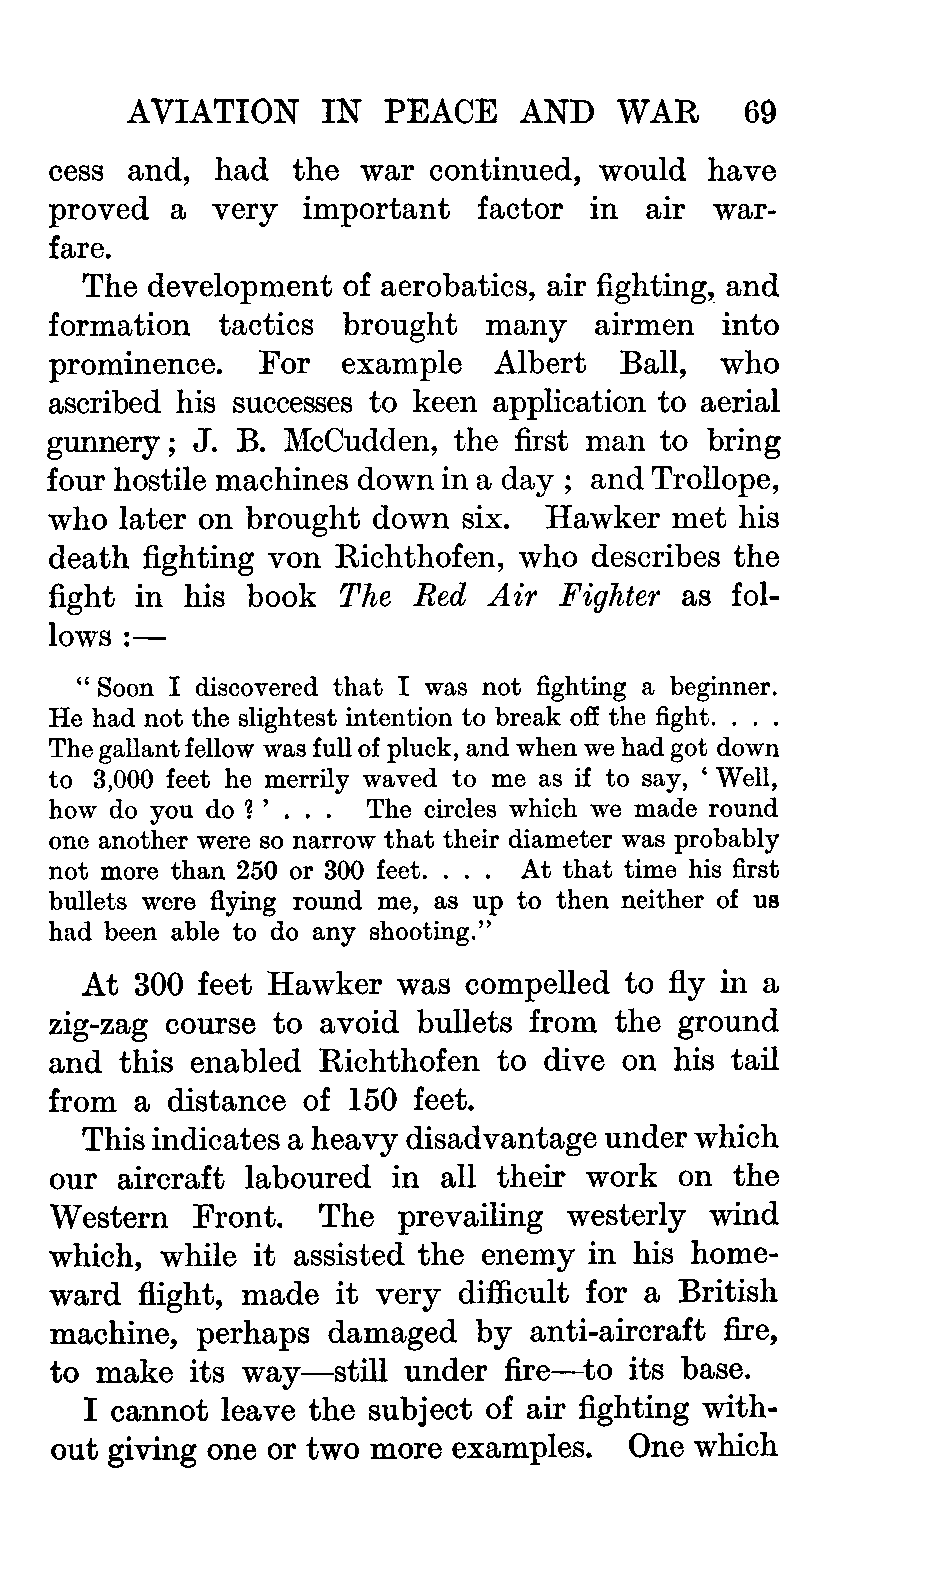 AVIATION IN PEACE AND WAR 69
cess and, had the war continued, would have
proved a very important factor in air war-
fare.
The development of aerobatics, air fighting, and
formation tactics brought many airmen into
prominence. For example Albert Ball, who
ascribed his successes to keen application to aerial
gunnery ; J. B. McCudden, the first man to bring
four hostile machines down in a day ; and Trollope,
who later on brought down six. Hawker met his
death fighting von Richthofen, who describes the
fight in his book The Red Air Fighter as fol-
lows :—
“ Soon I discovered that I was not fighting a beginner.
He had not the slightest intention to break off the fight. . . .
The gallant fellow was full of pluck, and when we had got down
to 3,000 feet he merrily waved to me as if to say, ‘ Well,
how do you do ? ’ . . . The circles which we made round
one another were so narrow that their diameter was probably
not more than 250 or 300 feet. . . . At that time his first
bullets were flying round me, as up to then neither of us
had been able to do any shooting.”
At 300 feet Hawker was compelled to fly in a
zig-zag course to avoid bullets from the ground
and this enabled Richthofen to dive on his tail
from a distance of 150 feet.
This indicates a heavy disadvantage under which
our aircraft laboured in all their work on the
Western Front. The prevailing westerly wind
which, while it assisted the enemy in his home-
ward flight, made it very difficult for a British
machine, perhaps damaged by anti-aircraft fire,
to make its way—still under fire—to its base.
I cannot leave the subject of air fighting with-
out giving one or two more examples. One which